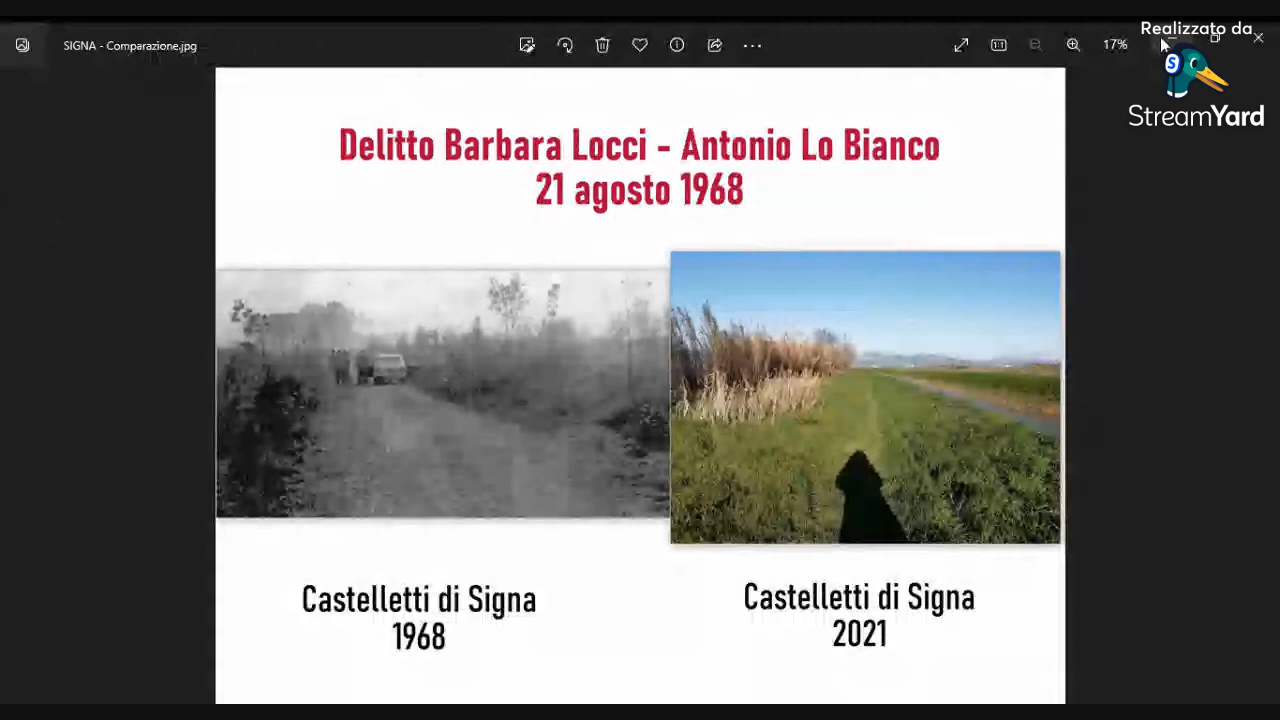 SIGNA - Comparazione.jpg
17%
Realizzato da
S
StreamYard
Delitto Barbara Locci - Antonio Lo Bianco
21 agosto 1968
Castelletti di Signa
1968
Castelletti di Signa
2021